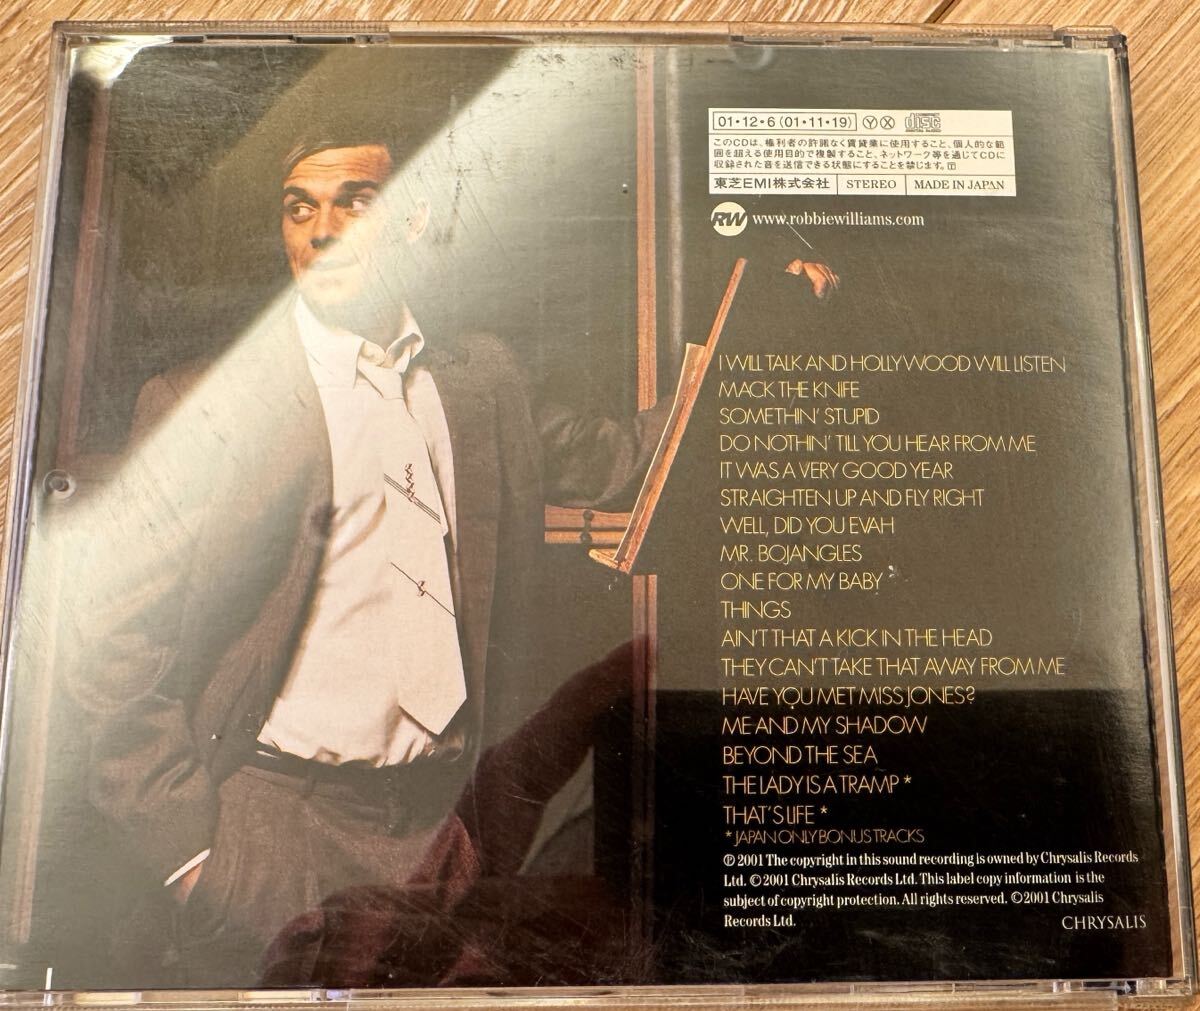 01・12・6 (01・11・19) Ⓨ Ⓧ disc
DIGITAL AUDIO
このCDは、権利者の許諾なく賃貸業に使用すること、個人的な範
囲を超える使用目的で複製すること、ネットワーク等を通じてCDに
収録された音を送信できる状態にすることを禁じます。
東芝EMI株式会社 STEREO MADE IN JAPAN
RW www.robbiewilliams.com
I WILL TALK AND HOLLYWOOD WILL LISTEN
MACK THE KNIFE
SOMETHIN' STUPID
DO NOTHIN' TILL YOU HEAR FROM ME
IT WAS A VERY GOOD YEAR
STRAIGHTEN UP AND FLY RIGHT
WELL, DID YOU EVAH
MR. BOJANGLES
ONE FOR MY BABY
THINGS
AIN'T THAT A KICK IN THE HEAD
THEY CAN'T TAKE THAT AWAY FROM ME
HAVE YOU MET MISS JONES?
ME AND MY SHADOW
BEYOND THE SEA
THE LADY IS A TRAMP *
THAT'S LIFE *
* JAPAN ONLY BONUS TRACKS
℗ 2001 The copyright in this sound recording is owned by Chrysalis Records
Ltd. © 2001 Chrysalis Records Ltd. This label copy information is the
subject of copyright protection. All rights reserved. © 2001 Chrysalis
Records Ltd.
CHRYSALIS